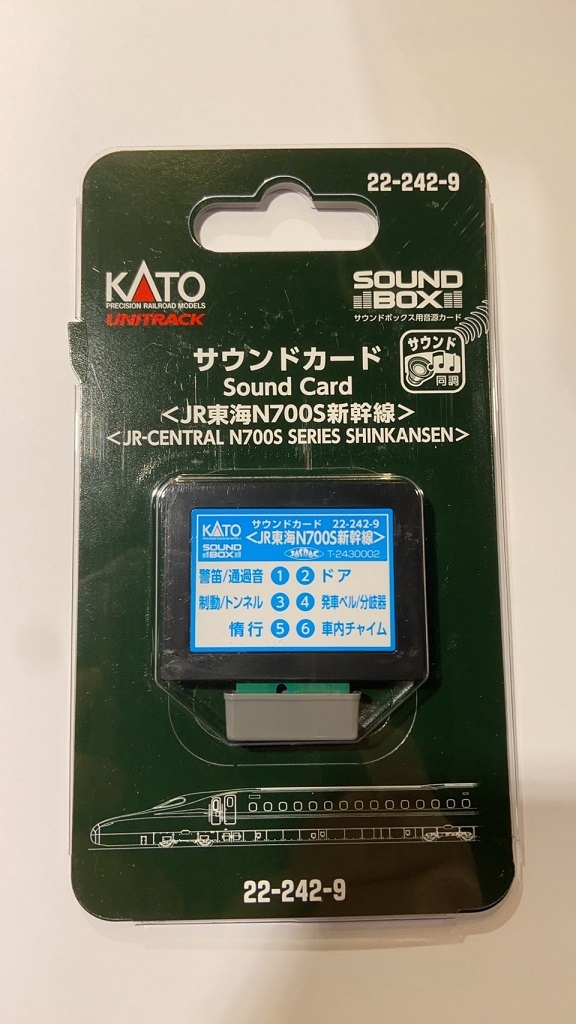 22-242-9
KATO
PRECISION RAILROAD MODELS
UNITRACK
SOUND
BOX
サウンドボックス用音源カード
サウンド
同調
サウンドカード
Sound Card
<JR東海N700S新幹線>
<JR-CENTRAL N700S SERIES SHINKANSEN>
KATO
サウンドカード 22-242-9
<JR東海N700S新幹線>
SOUND
BOX
T-2430002
警笛/通過音 1 2 ドア
制動/トンネル 3 4 発車ベル/分岐器
惰行 5 6 車内チャイム
22-242-9